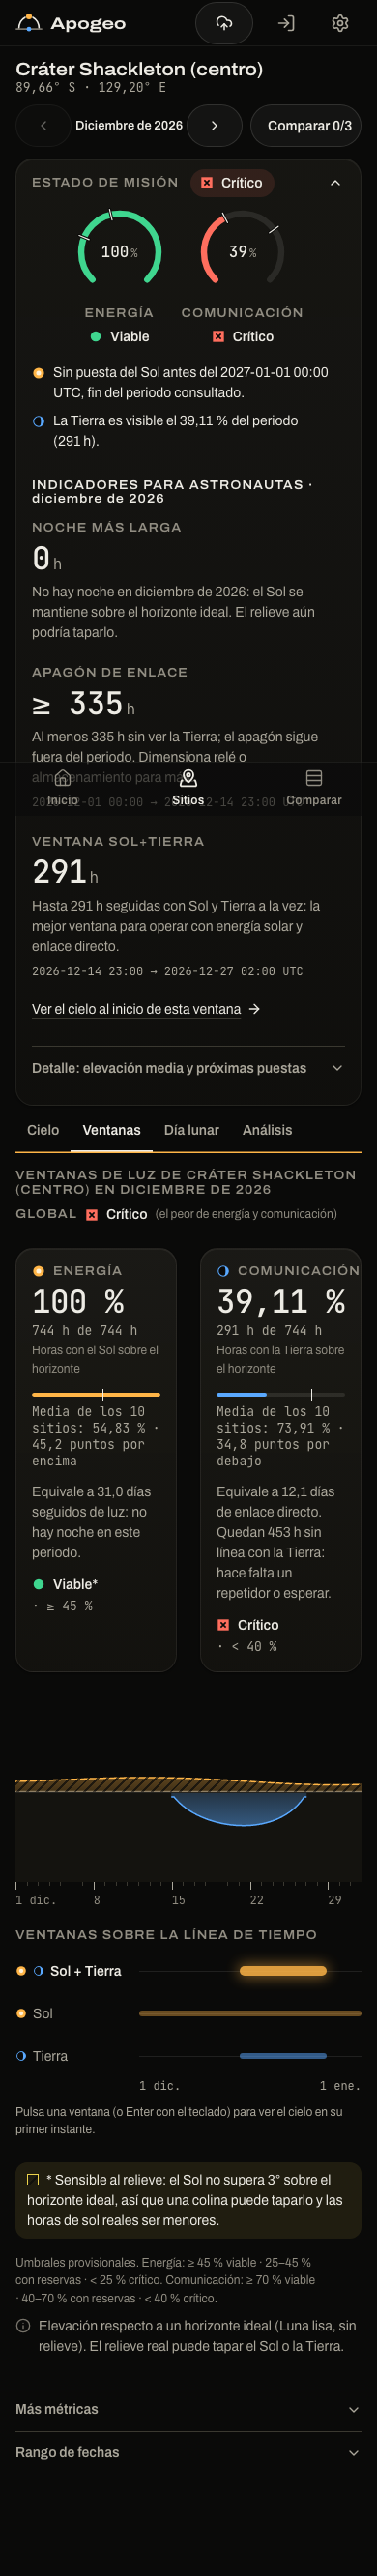 Apogeo
Cráter Shackleton (centro)
89,66° S · 129,20° E
Diciembre de 2026
Comparar 0/3
ESTADO DE MISIÓN
Crítico
100%
39%
ENERGÍA
COMUNICACIÓN
Viable
Crítico
Sin puesta del Sol antes del 2027-01-01 00:00
UTC, fin del periodo consultado.
La Tierra es visible el 39,11 % del periodo
(291 h).
INDICADORES PARA ASTRONAUTAS ·
diciembre de 2026
NOCHE MÁS LARGA
0 h
No hay noche en diciembre de 2026: el Sol se
mantiene sobre el horizonte ideal. El relieve aún
podría taparlo.
APAGÓN DE ENLACE
≥ 335 h
Al menos 335 h sin ver la Tierra; el apagón sigue
fuera del periodo. Dimensiona relé o
almacenamiento para más
2026-12-01 00:00 → 2026-12-14 23:00 UTC
Inicio
Sitios
Comparar
VENTANA SOL+TIERRA
291 h
Hasta 291 h seguidas con Sol y Tierra a la vez: la
mejor ventana para operar con energía solar y
enlace directo.
2026-12-14 23:00 → 2026-12-27 02:00 UTC
Ver el cielo al inicio de esta ventana →
Detalle: elevación media y próximas puestas
Cielo
Ventanas
Día lunar
Análisis
VENTANAS DE LUZ DE CRÁTER SHACKLETON
(CENTRO) EN DICIEMBRE DE 2026
GLOBAL Crítico (el peor de energía y comunicación)
ENERGÍA
100 %
744 h de 744 h
Horas con el Sol sobre el
horizonte
Media de los 10
sitios: 54,83 % ·
45,2 puntos por
encima
Equivale a 31,0 días
seguidos de luz: no
hay noche en este
periodo.
Viable*
· ≥ 45 %
COMUNICACIÓN
39,11 %
291 h de 744 h
Horas con la Tierra sobre
el horizonte
Media de los 10
sitios: 73,91 % ·
34,8 puntos por
debajo
Equivale a 12,1 días
de enlace directo.
Quedan 453 h sin
línea con la Tierra:
hace falta un
repetidor o esperar.
Crítico
· < 40 %
1 dic.
8
15
22
29
VENTANAS SOBRE LA LÍNEA DE TIEMPO
Sol + Tierra
Sol
Tierra
1 dic.
1 ene.
Pulsa una ventana (o Enter con el teclado) para ver el cielo en su
primer instante.
* Sensible al relieve: el Sol no supera 3° sobre el
horizonte ideal, así que una colina puede taparlo y las
horas de sol reales ser menores.
Umbrales provisionales. Energía: ≥ 45 % viable · 25–45 %
con reservas · < 25 % crítico. Comunicación: ≥ 70 % viable
· 40–70 % con reservas · < 40 % crítico.
Elevación respecto a un horizonte ideal (Luna lisa, sin
relieve). El relieve real puede tapar el Sol o la Tierra.
Más métricas
Rango de fechas